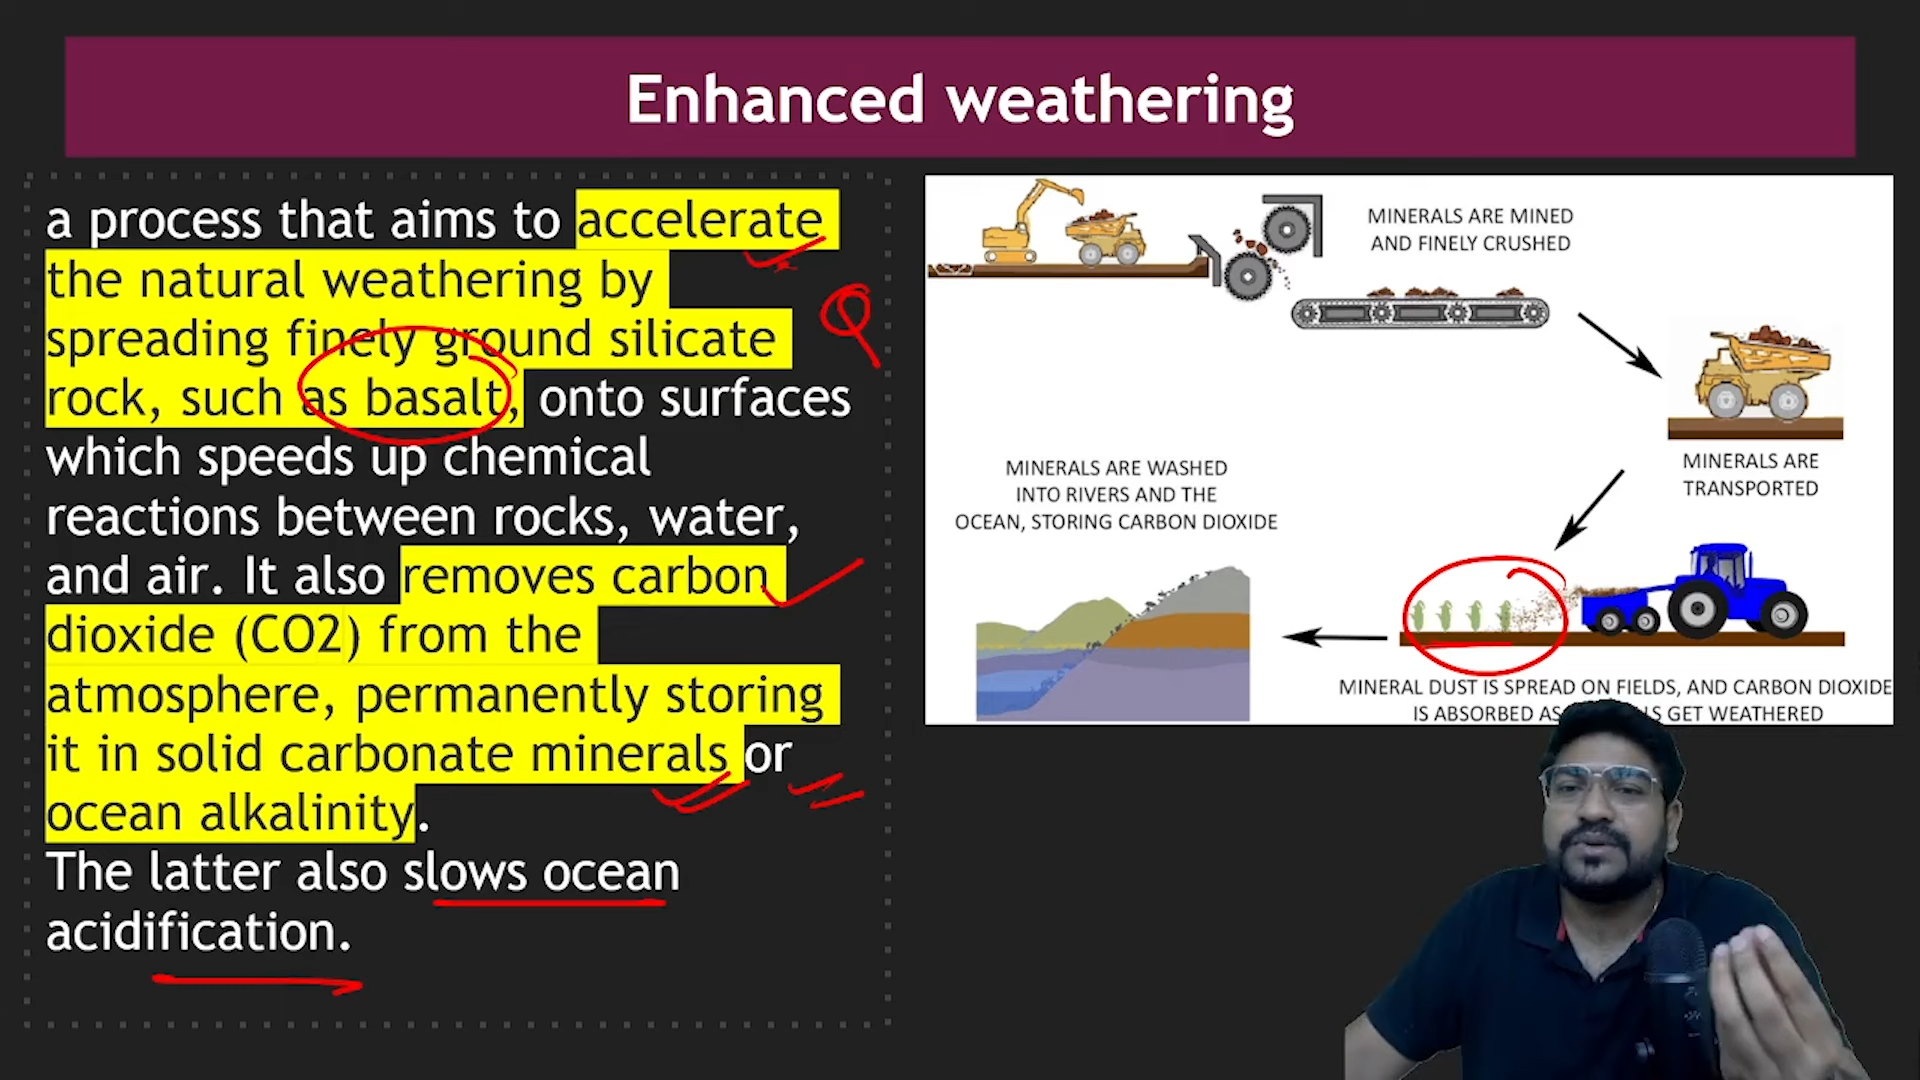 Enhanced weathering
a process that aims to accelerate
the natural weathering by
spreading finely ground silicate
rock, such as basalt, onto surfaces
which speeds up chemical
reactions between rocks, water,
and air. It also removes carbon
dioxide (CO2) from the
atmosphere, permanently storing
it in solid carbonate minerals or
ocean alkalinity.
The latter also slows ocean
acidification.
MINERALS ARE MINED
AND FINELY CRUSHED
MINERALS ARE
TRANSPORTED
MINERAL DUST IS SPREAD ON FIELDS, AND CARBON DIOXIDE
IS ABSORBED AS LS GET WEATHERED
MINERALS ARE WASHED
INTO RIVERS AND THE
OCEAN, STORING CARBON DIOXIDE